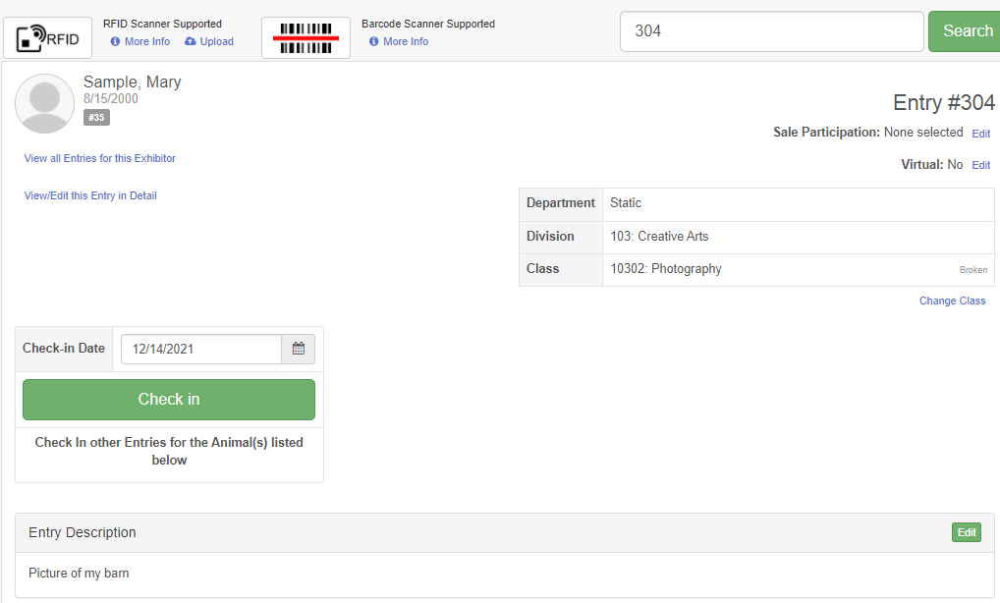 RFID
RFID Scanner Supported
More Info Upload
Barcode Scanner Supported
More Info
304
Search
Sample, Mary
8/15/2000
#35
View all Entries for this Exhibitor
View/Edit this Entry in Detail
Entry #304
Sale Participation: None selected Edit
Virtual: No Edit
Department Static
Division 103: Creative Arts
Class 10302: Photography Broken
Change Class
Check-in Date 12/14/2021
Check in
Check In other Entries for the Animal(s) listed
below
Entry Description Edit
Picture of my barn